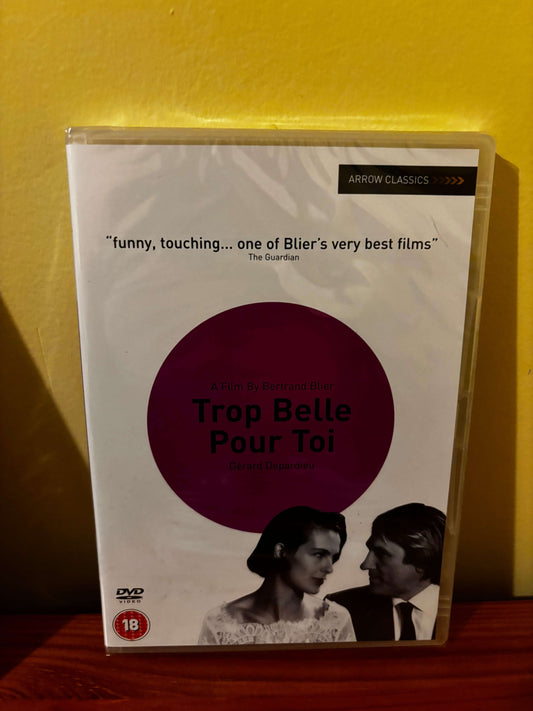 ARROW CLASSICS >>>>>
“funny, touching... one of Blier’s very best films”
The Guardian
A Film By Bertrand Blier
Trop Belle
Pour Toi
Gérard Depardieu
DVD
VIDEO
18